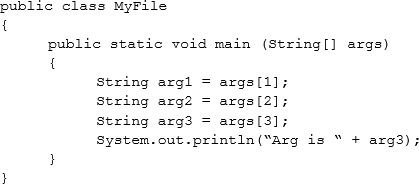 public class MyFile
{
public static void main (String[] args)
{
String arg1 = args[1];
String arg2 = args[2];
String arg3 = args[3];
System.out.println(“Arg is “ + arg3);
}
}